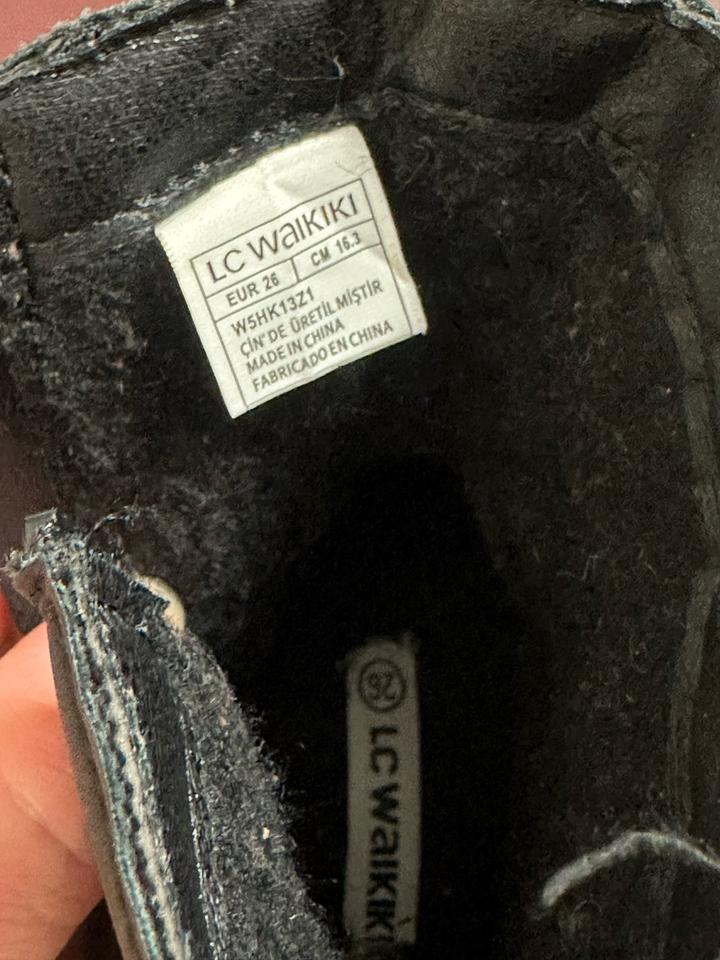 LC WAIKIKI
EUR 26 CM 16.3
W5HK13Z1
ÇİN'DE ÜRETİLMİŞTİR
MADE IN CHINA
FABRICADO EN CHINA
26 LC WAIKIKI